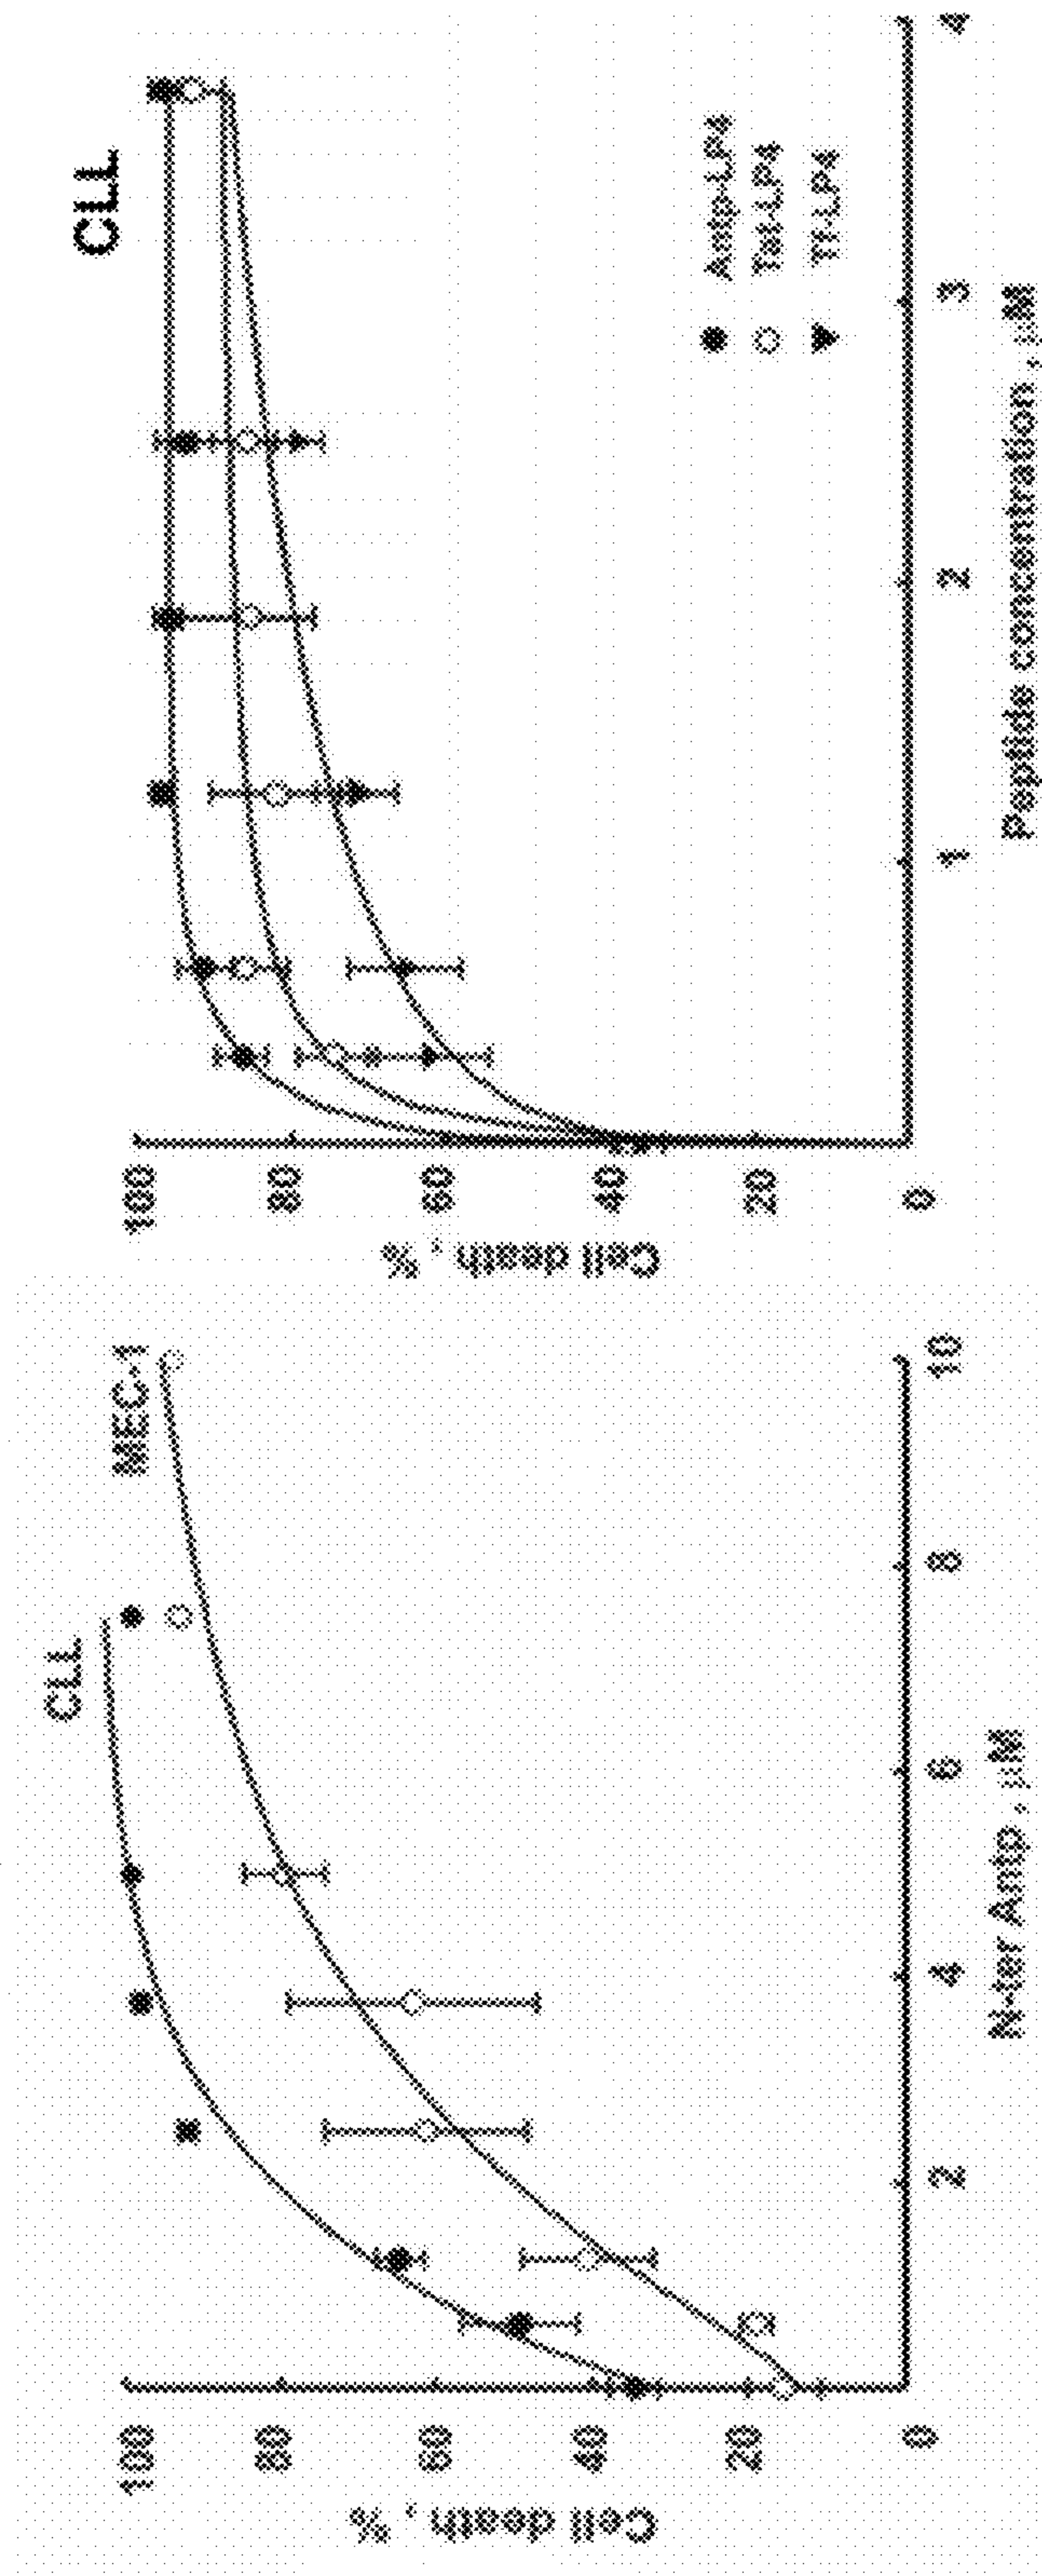 Cell death, %
100
80
60
40
20
0
CLL
MEC-1
2
4
6
8
10
N-ter Antp, µM
Cell death, %
100
80
60
40
20
0
CLL
Antp-LP4
Tat-LP4
Tf-LP4
1
2
3
4
Peptide concentration, µM